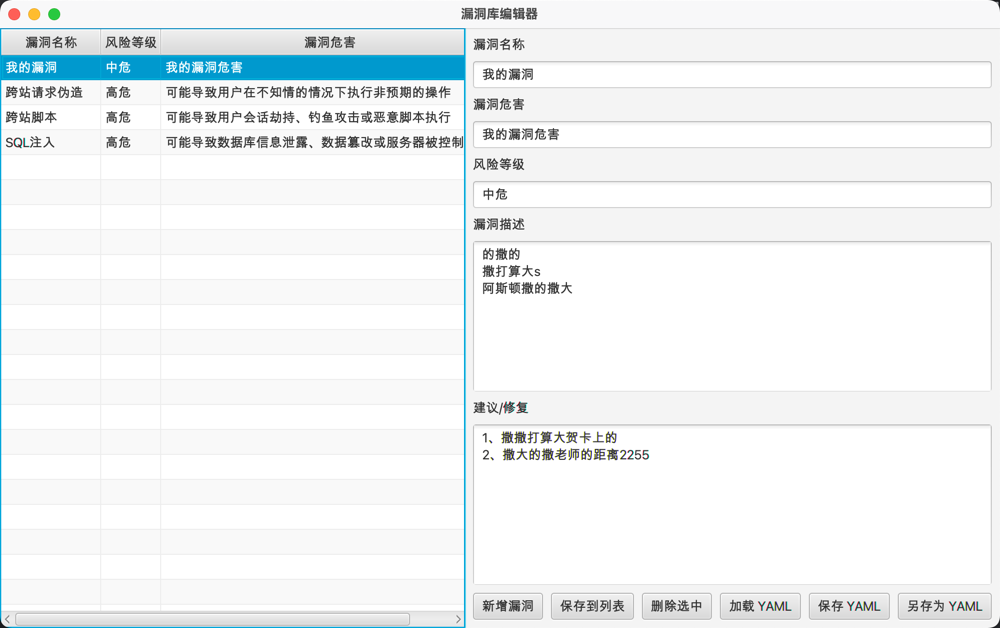 漏洞库编辑器
漏洞名称 风险等级 漏洞危害
我的漏洞 中危 我的漏洞危害
跨站请求伪造 高危 可能导致用户在不知情的情况下执行非预期的操作
跨站脚本 高危 可能导致用户会话劫持、钓鱼攻击或恶意脚本执行
SQL注入 高危 可能导致数据库信息泄露、数据篡改或服务器被控制
漏洞名称
我的漏洞
漏洞危害
我的漏洞危害
风险等级
中危
漏洞描述
的撒的
撒打算大s
阿斯顿撒的撒大
建议/修复
1、撒撒打算大贺卡上的
2、撒大的撒老师的距离2255
新增漏洞 保存到列表 删除选中 加载 YAML 保存 YAML 另存为 YAML